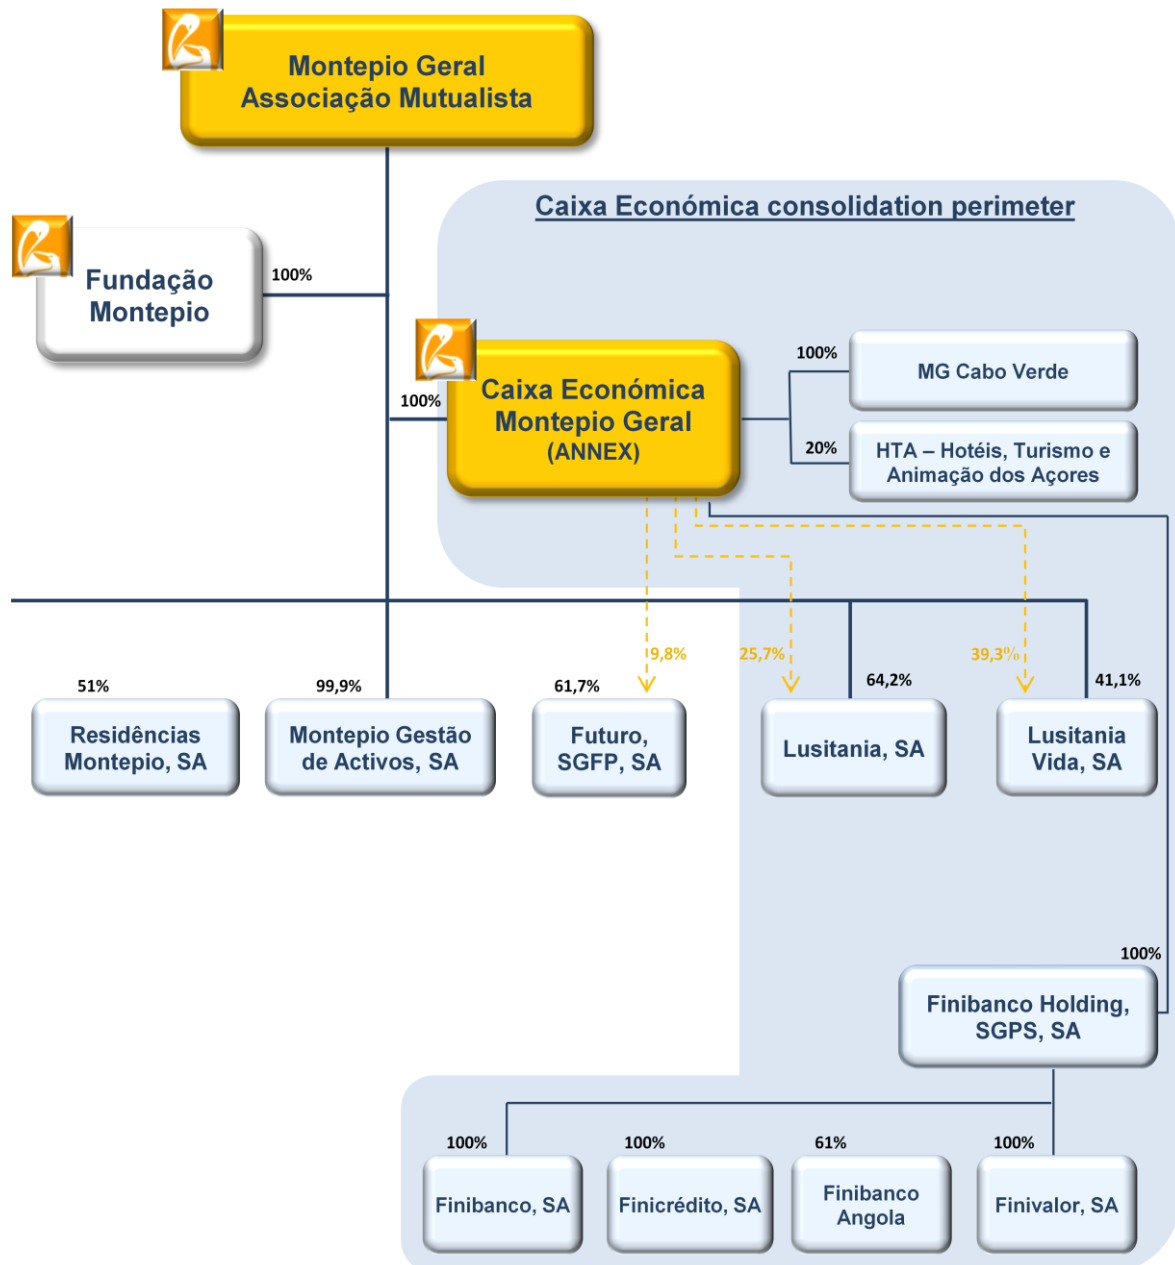 Montepio Geral
Associação Mutualista
Caixa Económica consolidation perimeter
Fundação
Montepio
100%
100%
Caixa Económica
Montepio Geral
(ANNEX)
100%
MG Cabo Verde
20%
HTA – Hotéis, Turismo e
Animação dos Açores
9,8%
25,7%
39,3%
51%
99,9%
61,7%
64,2%
41,1%
Residências
Montepio, SA
Montepio Gestão
de Activos, SA
Futuro,
SGFP, SA
Lusitania, SA
Lusitania
Vida, SA
100%
Finibanco Holding,
SGPS, SA
100%
100%
61%
100%
Finibanco, SA
Finicrédito, SA
Finibanco
Angola
Finivalor, SA